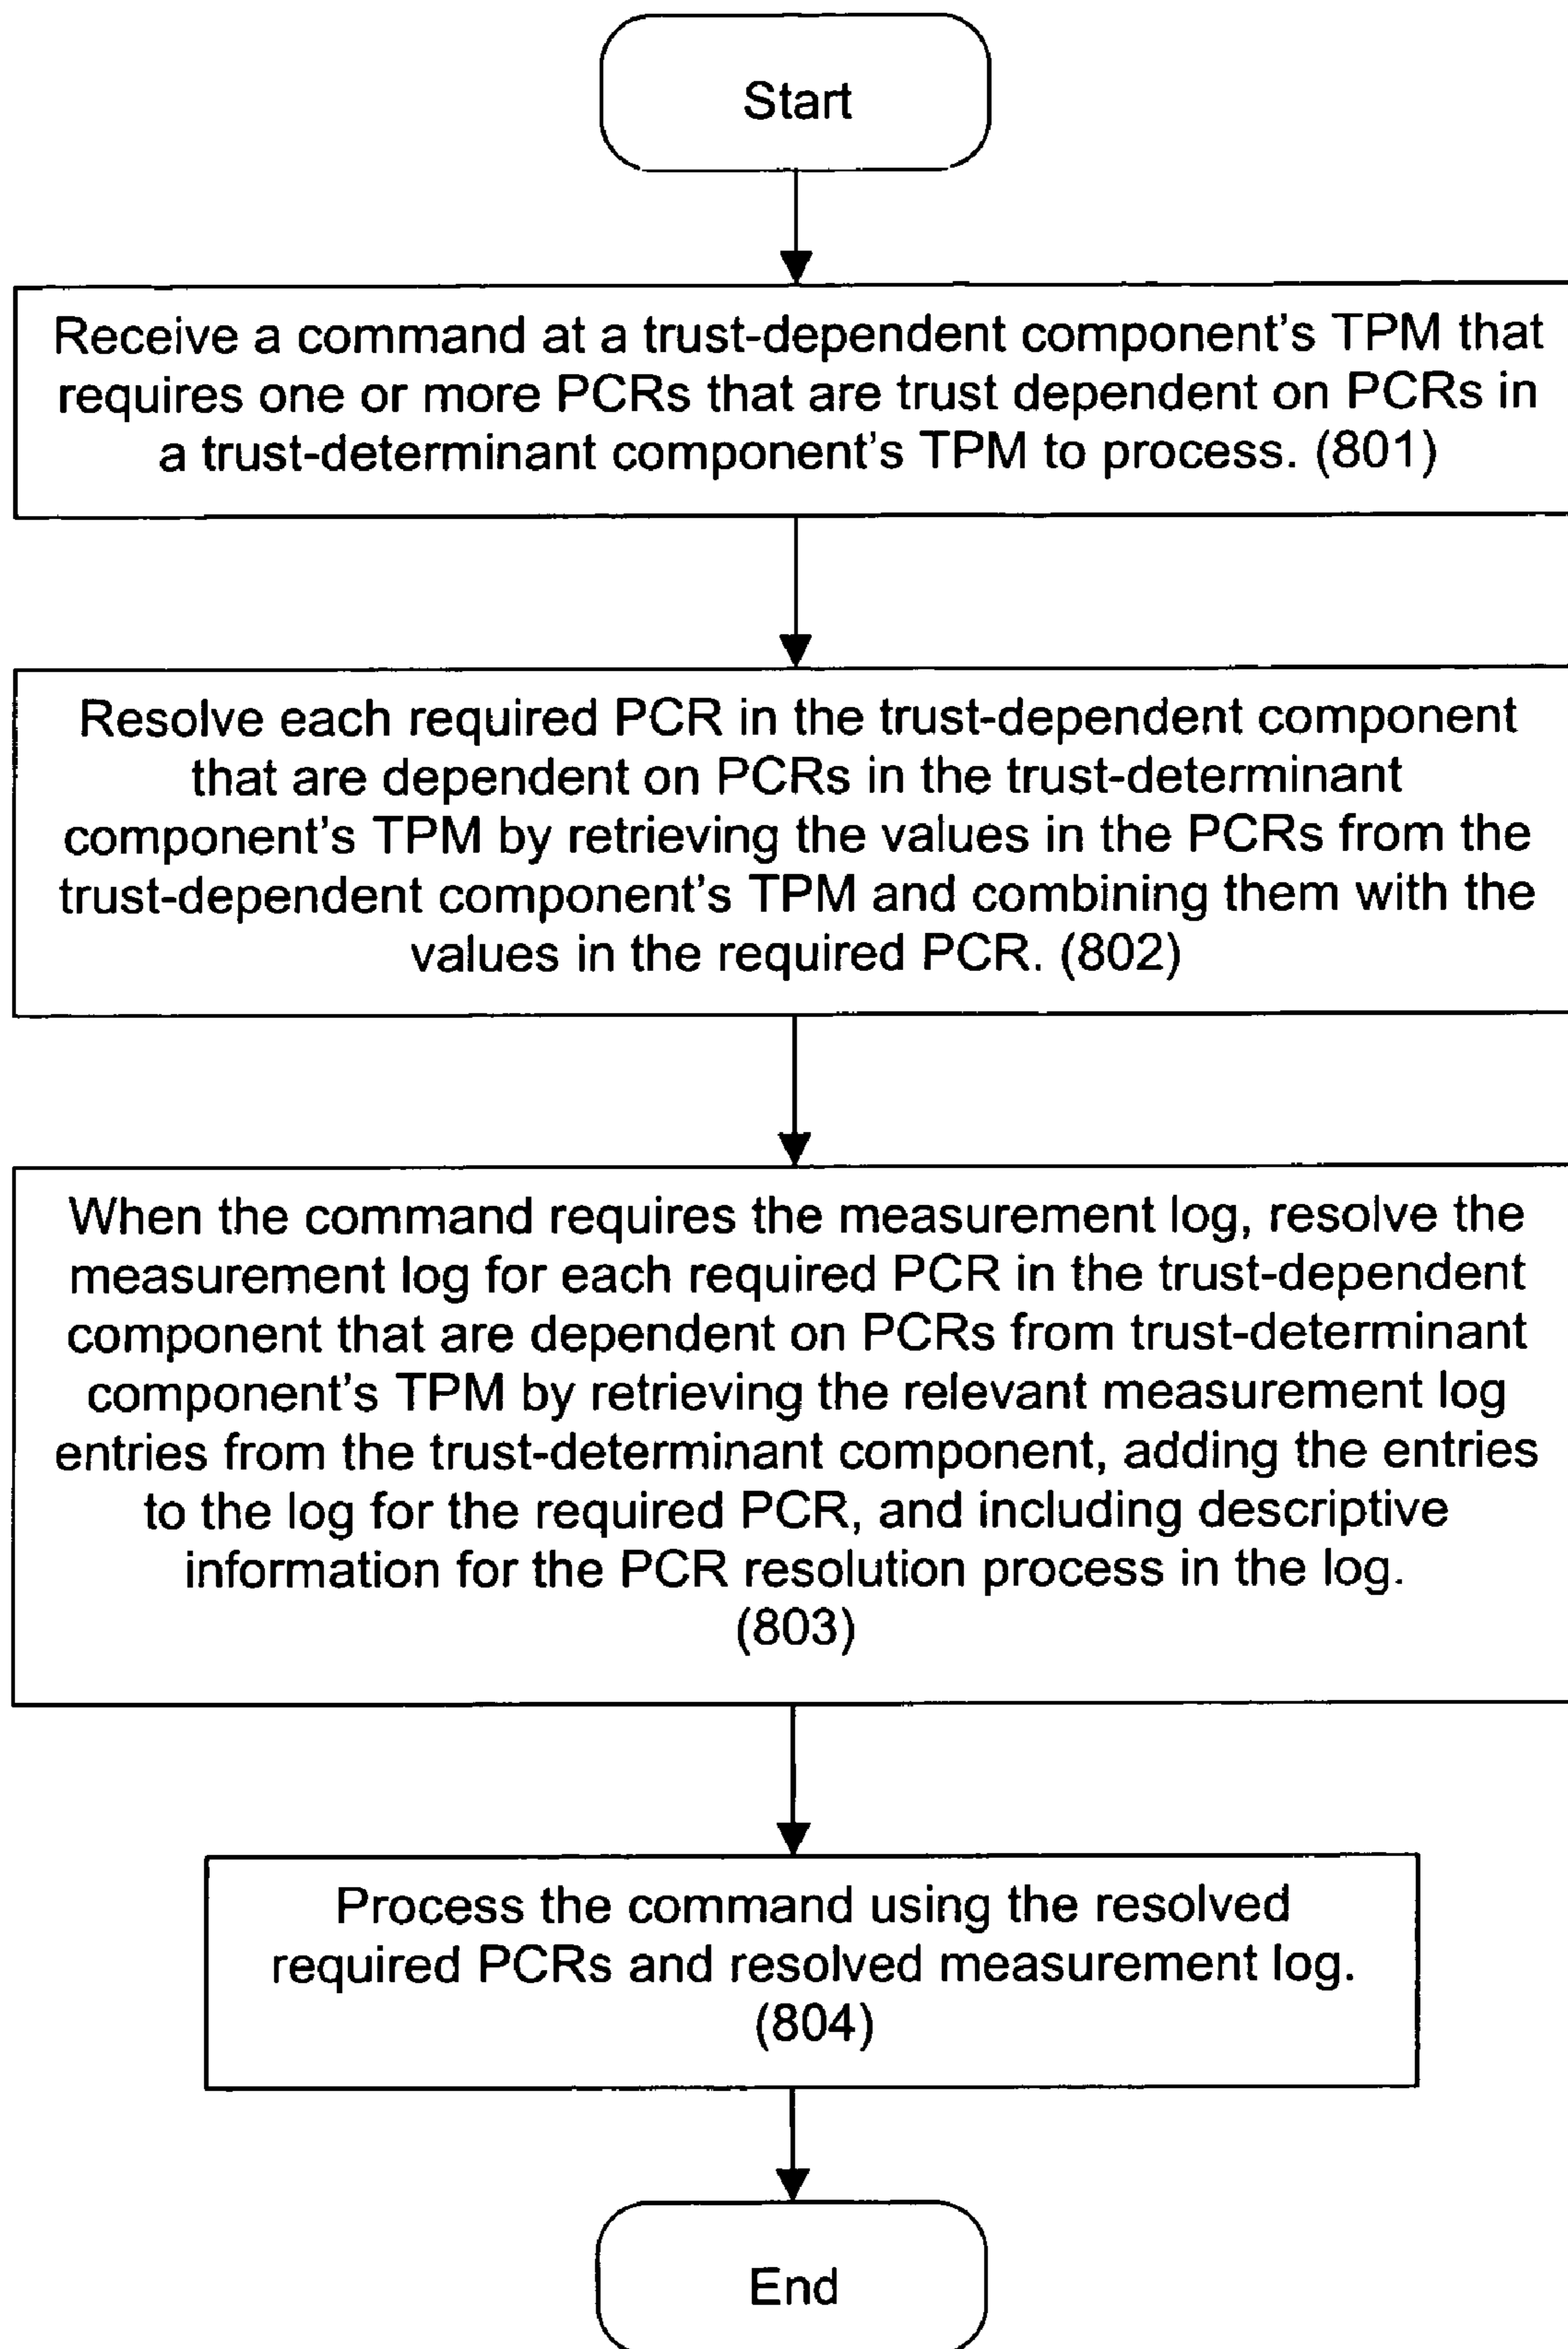 Start
Receive a command at a trust-dependent component's TPM that
requires one or more PCRs that are trust dependent on PCRs in
a trust-determinant component's TPM to process. (801)
Resolve each required PCR in the trust-dependent component
that are dependent on PCRs in the trust-determinant
component's TPM by retrieving the values in the PCRs from the
trust-dependent component's TPM and combining them with the
values in the required PCR. (802)
When the command requires the measurement log, resolve the
measurement log for each required PCR in the trust-dependent
component that are dependent on PCRs from trust-determinant
component's TPM by retrieving the relevant measurement log
entries from the trust-determinant component, adding the entries
to the log for the required PCR, and including descriptive
information for the PCR resolution process in the log.
(803)
Process the command using the resolved
required PCRs and resolved measurement log.
(804)
End